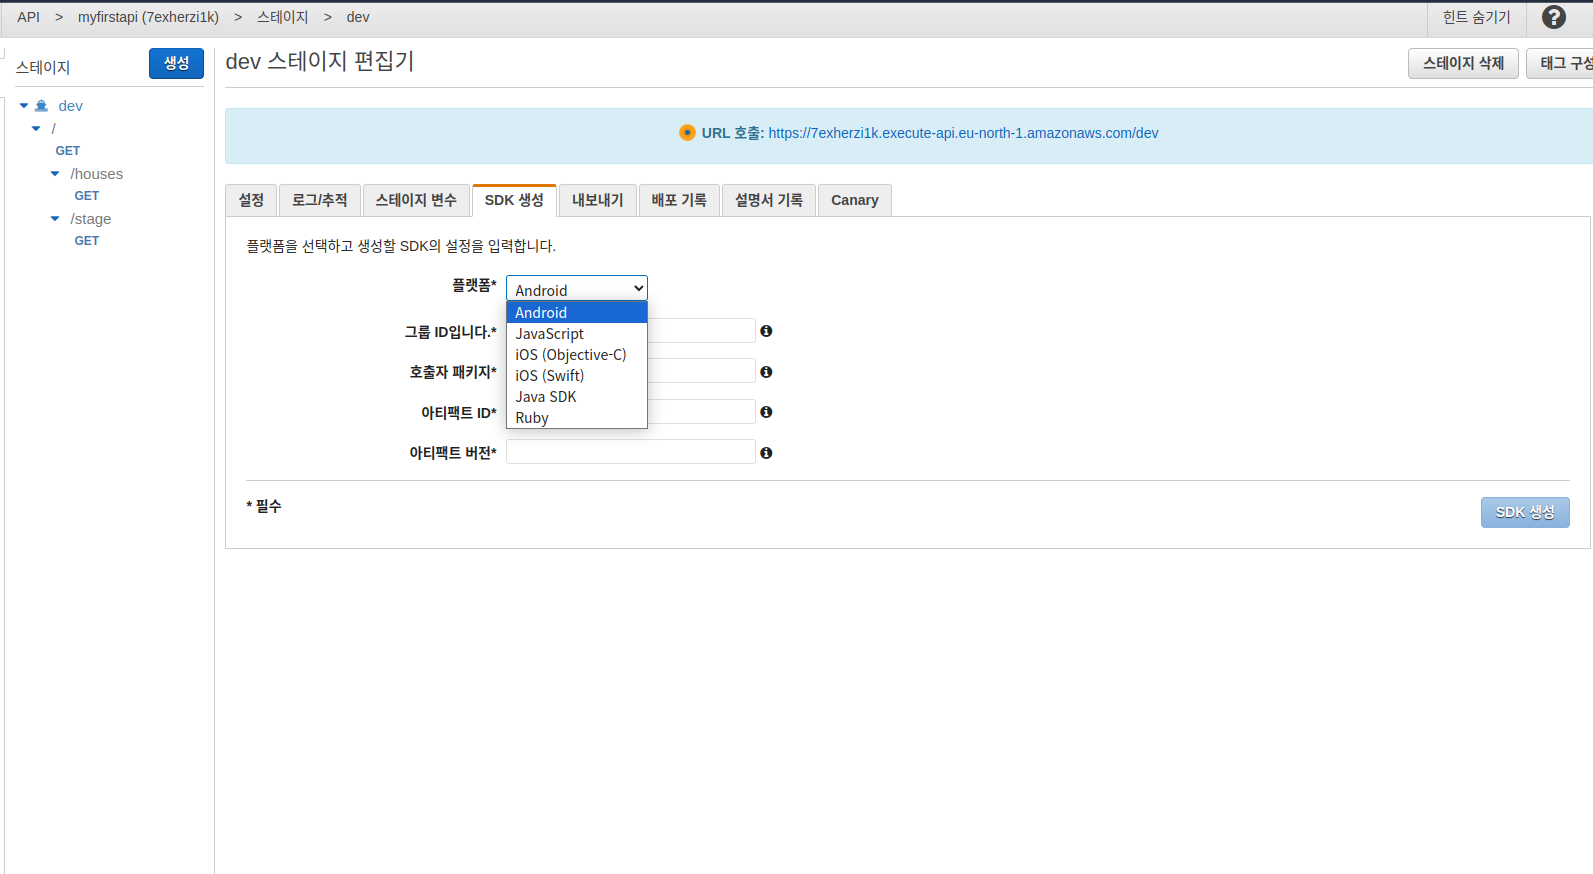 API > myfirstapi (7exherzi1k) > 스테이지 > dev
힌트 숨기기
?
스테이지
생성
dev
/
GET
/houses
GET
/stage
GET
dev 스테이지 편집기
스테이지 삭제
태그 구성
URL 호출: https://7exherzi1k.execute-api.eu-north-1.amazonaws.com/dev
설정
로그/추적
스테이지 변수
SDK 생성
내보내기
배포 기록
설명서 기록
Canary
플랫폼을 선택하고 생성할 SDK의 설정을 입력합니다.
플랫폼*
Android
Android
JavaScript
iOS (Objective-C)
iOS (Swift)
Java SDK
Ruby
그룹 ID입니다.*
호출자 패키지*
아티팩트 ID*
아티팩트 버전*
* 필수
SDK 생성